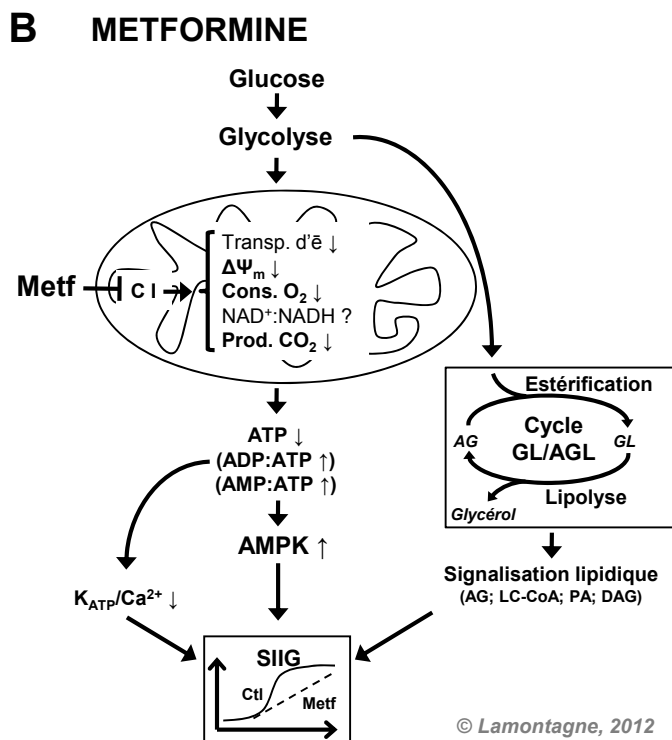 B METFORMINE
Glucose
Glycolyse
Transp. d'ē ↓
ΔΨm ↓
Metf
C I
Cons. O2 ↓
NAD+:NADH ?
Prod. CO2 ↓
Estérification
AG
Cycle
GL/AGL
GL
Lipolyse
Glycérol
ATP ↓
(ADP:ATP ↑)
(AMP:ATP ↑)
AMPK ↑
Signalisation lipidique
(AG; LC-CoA; PA; DAG)
KATP/Ca2+ ↓
SIIG
Ctl
Metf
© Lamontagne, 2012